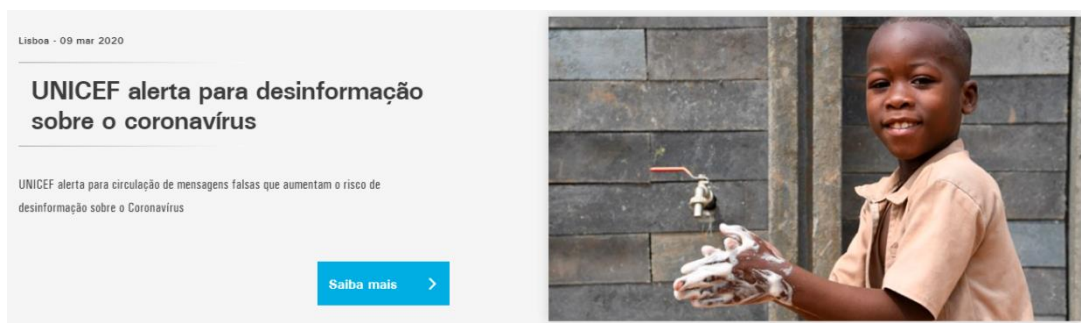 Lisboa - 09 mar 2020
UNICEF alerta para desinformação
sobre o coronavírus
UNICEF alerta para circulação de mensagens falsas que aumentam o risco de
desinformação sobre o Coronavírus
Saiba mais